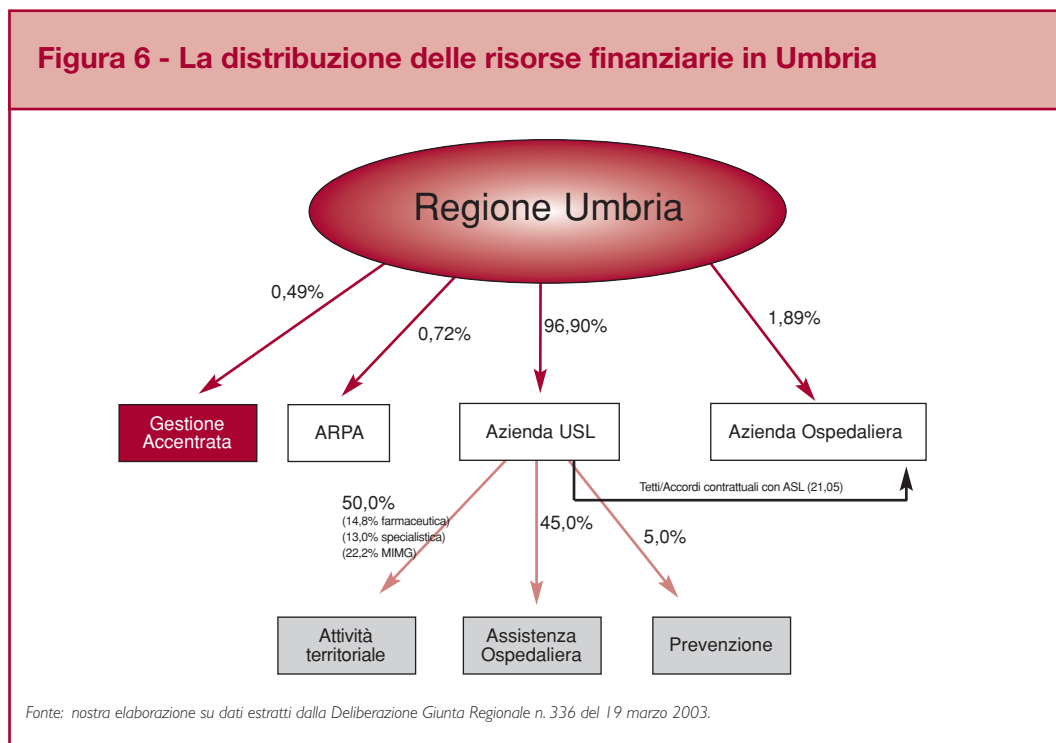 Figura 6 - La distribuzione delle risorse finanziarie in Umbria
Regione Umbria
0,49%
0,72%
96,90%
1,89%
Gestione
Accentrata
ARPA
Azienda USL
Azienda Ospedaliera
Tetti/Accordi contrattuali con ASL (21,05)
50,0%
(14,8% farmaceutica)
(13,0% specialistica)
(22,2% MIMG)
45,0%
5,0%
Attività
territoriale
Assistenza
Ospedaliera
Prevenzione
Fonte: nostra elaborazione su dati estratti dalla Deliberazione Giunta Regionale n. 336 del 19 marzo 2003.